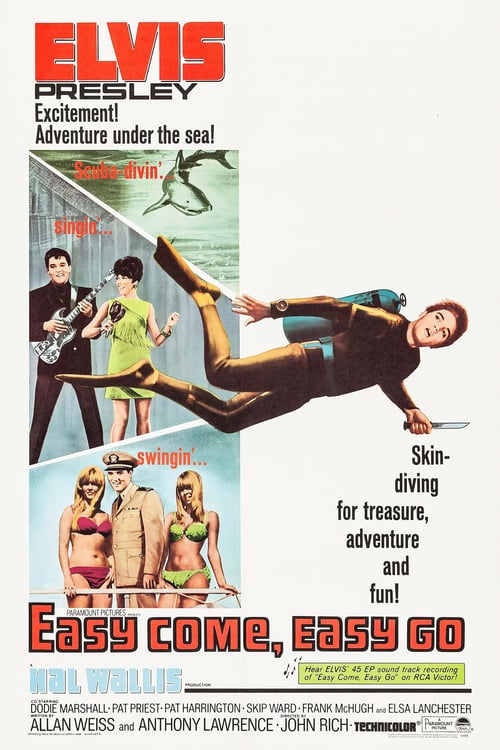 ELVIS
PRESLEY
Excitement!
Adventure under the sea!
Scuba-divin'...
singin'...
swingin'...
Skin-
diving
for treasure,
adventure
and
fun!
PARAMOUNT PICTURES PRESENTS
EASY COME, EASY GO
A
HAL WALLIS
PRODUCTION
Hear ELVIS' 45 EP sound track recording
of "Easy Come, Easy Go" on RCA Victor!
CO-STARRING
DODIE MARSHALL · PAT PRIEST · PAT HARRINGTON · SKIP WARD · FRANK McHUGH and ELSA LANCHESTER
WRITTEN BY
ALLAN WEISS and ANTHONY LAWRENCE · DIRECTED BY JOHN RICH · TECHNICOLOR®
A PARAMOUNT PICTURE